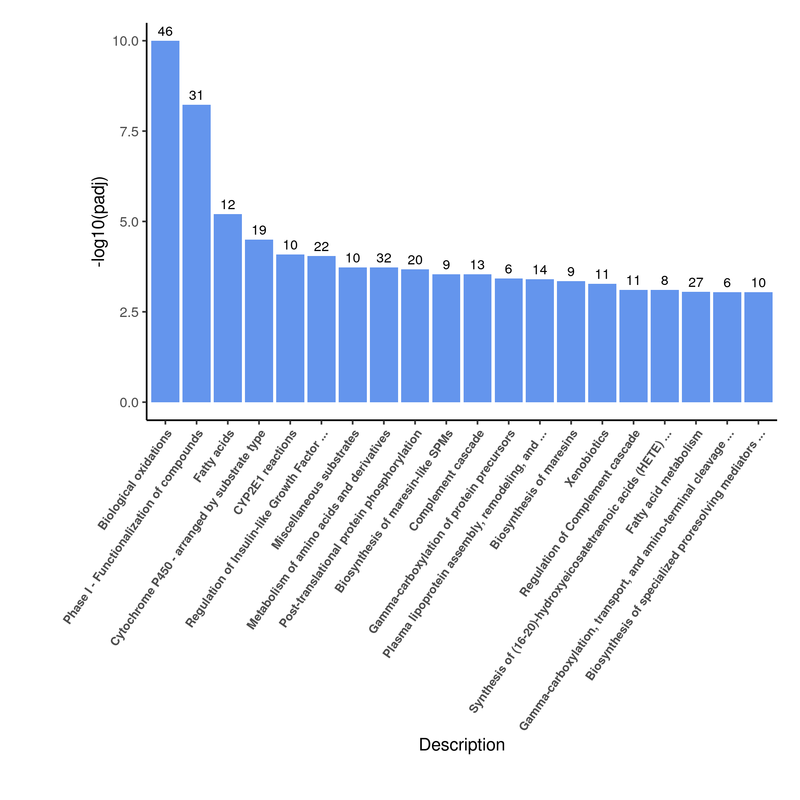 46
31
12
19
10
22
10
32
20
9
13
6
14
9
11
11
8
27
6
10
10.0
7.5
5.0
2.5
0.0
-log10(padj)
Biological oxidations
Phase I - Functionalization of compounds
Fatty acids
Cytochrome P450 - arranged by substrate type
CYP2E1 reactions
Regulation of Insulin-like Growth Factor ...
Miscellaneous substrates
Metabolism of amino acids and derivatives
Post-translational protein phosphorylation
Biosynthesis of maresin-like SPMs
Complement cascade
Gamma-carboxylation of protein precursors
Plasma lipoprotein assembly, remodeling, and ...
Biosynthesis of maresins
Xenobiotics
Regulation of Complement cascade
Synthesis of (16-20)-hydroxyeicosatetraenoic acids (HETE) ...
Fatty acid metabolism
Gamma-carboxylation, transport, and amino-terminal cleavage ...
Biosynthesis of specialized proresolving mediators ...
Description